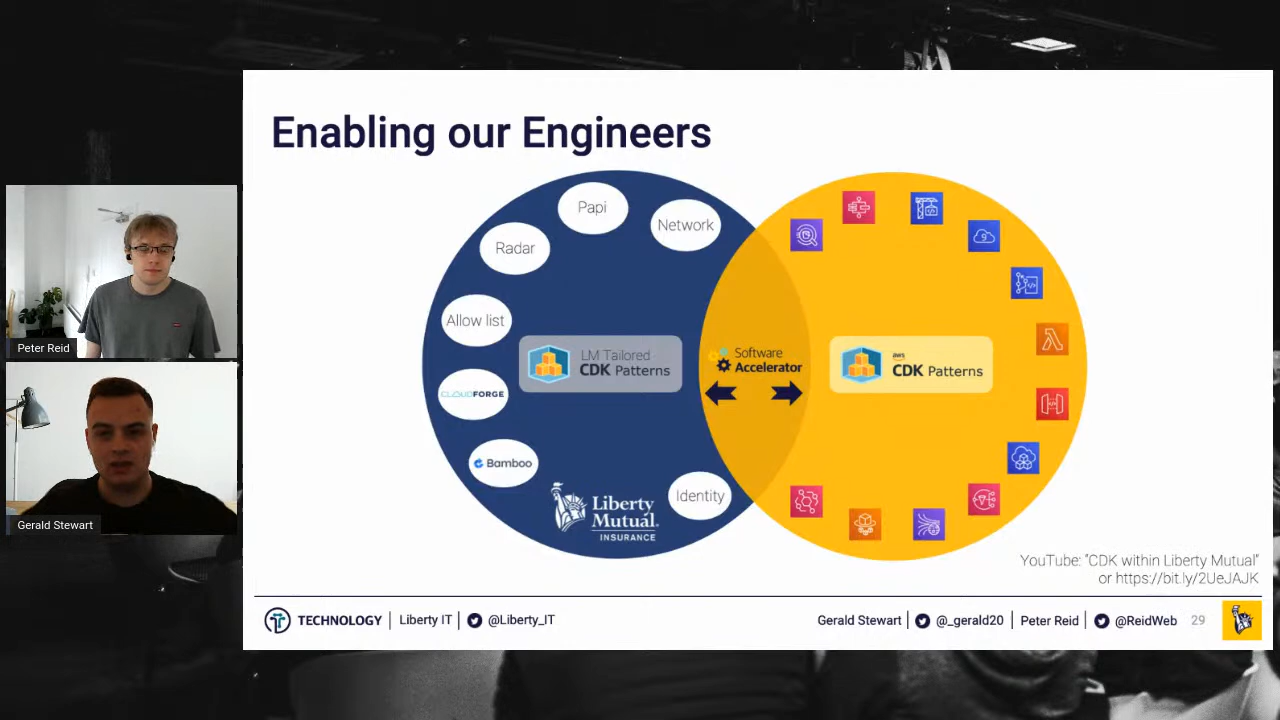 Enabling our Engineers
Papi
Network
Radar
Allow list
LM Tailored
CDK Patterns
Software
Accelerator
aws
CDK Patterns
CLOUDFORGE
Bamboo
Identity
Liberty
Mutual.
INSURANCE
Peter Reid
Gerald Stewart
YouTube: "CDK within Liberty Mutual"
or https://bit.ly/2UeJAJK
TECHNOLOGY | Liberty IT | @Liberty_IT
Gerald Stewart | @_gerald20 | Peter Reid | @ReidWeb 29